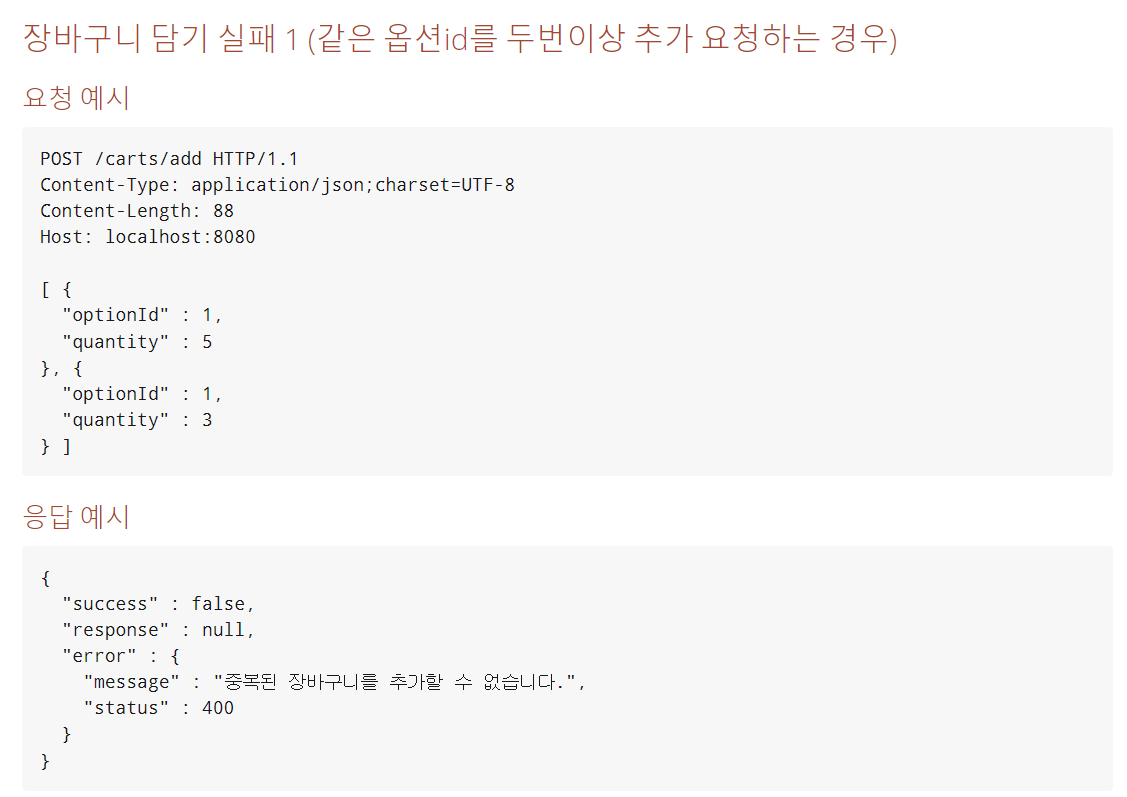 장바구니 담기 실패 1 (같은 옵션id를 두번이상 추가 요청하는 경우)
요청 예시
POST /carts/add HTTP/1.1
Content-Type: application/json;charset=UTF-8
Content-Length: 88
Host: localhost:8080
[ {
"optionId" : 1,
"quantity" : 5
}, {
"optionId" : 1,
"quantity" : 3
} ]
응답 예시
{
"success" : false,
"response" : null,
"error" : {
"message" : "중복된 장바구니를 추가할 수 없습니다.",
"status" : 400
}
}